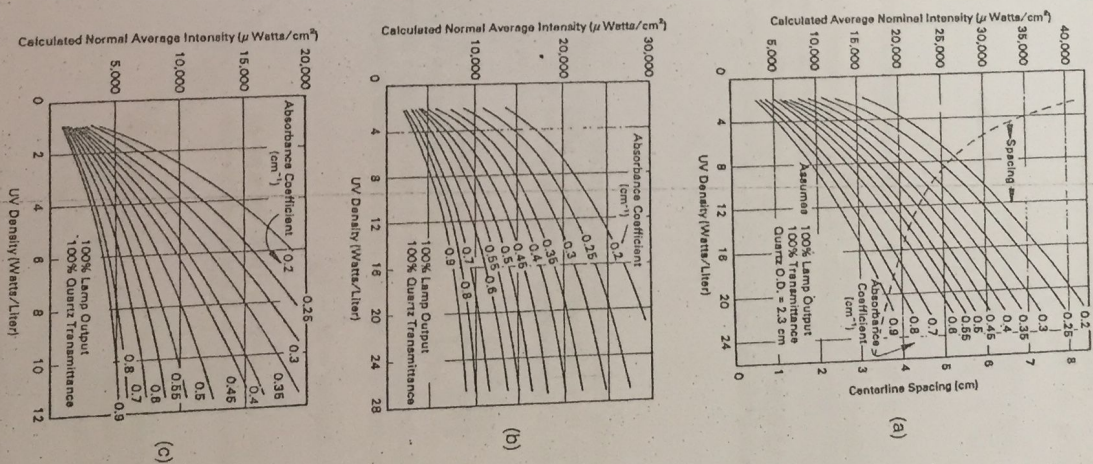 Calculated Average Nominal Intensity (μ Watts/cm²)
40,000
35,000
30,000
25,000
20,000
15,000
10,000
5,000
0 4 8 12 16 20 24
UV Density (Watts/Liter)
Spacing
Assumes 100% Lamp Output
100% Transmittance
Quartz O.D. = 2.3 cm
Absorbance
Coefficient
(cm⁻¹)
0.2
0.25
0.3
0.35
0.4
0.45
0.5
0.55
0.6
0.7
0.8
0.9
8
6
4
3
2
1
0
Centerline Spacing (cm)
(a)
Calculated Normal Average Intensity (μ Watts/cm²)
30,000
20,000
10,000
0 4 8 12 16 20 24 28
UV Density (Watts/Liter)
Absorbance Coefficient
(cm⁻¹)
0.2
0.25
0.3
0.35
0.4
0.45
0.5
0.55
0.6
0.7
0.8
0.9
100% Lamp Output
100% Quartz Transmittance
(b)
Calculated Normal Average Intensity (μ Watts/cm²)
20,000
15,000
10,000
5,000
0 2 4 6 8 10 12
UV Density (Watts/Liter)
Absorbance Coefficient
(cm⁻¹)
0.2
0.25
0.3
0.35
0.4
0.45
0.5
0.55
0.6
0.7
0.8
0.9
100% Lamp Output
100% Quartz Transmittance
(c)